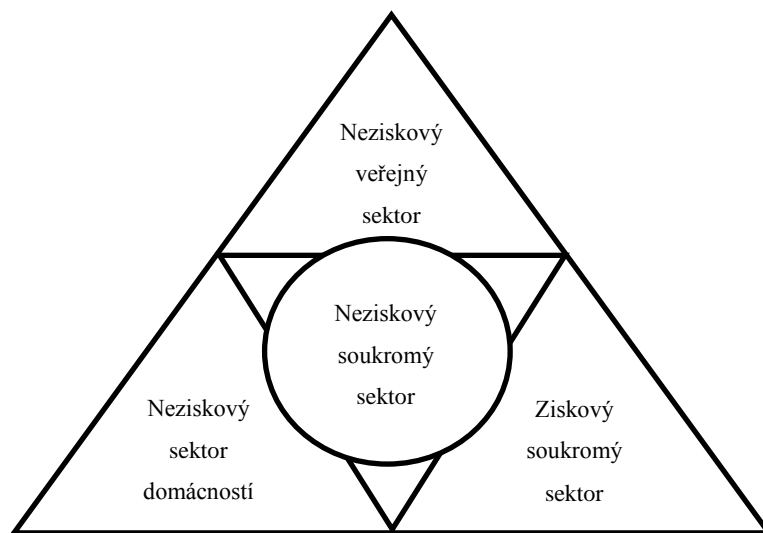 Neziskový
veřejný
sektor
Neziskový
soukromý
sektor
Neziskový
sektor
domácností
Ziskový
soukromý
sektor